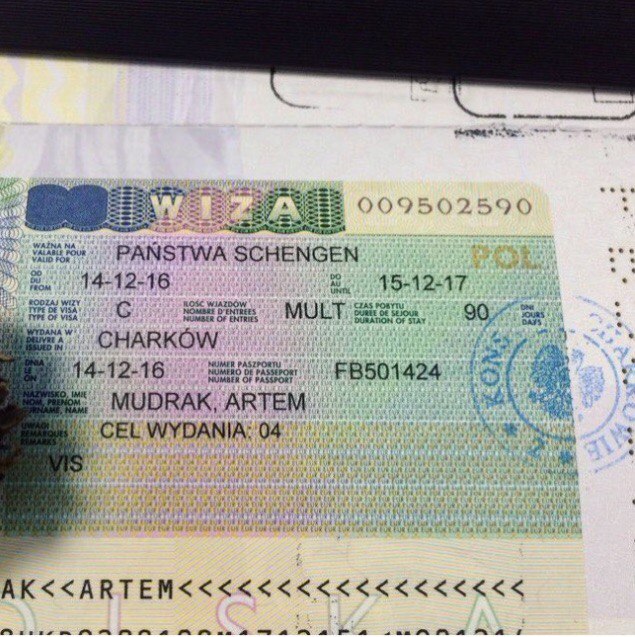 WIZA 009502590
WAŻNA NA
VALABLE POUR
VALID FOR
PAŃSTWA SCHENGEN
POL
OD
DU
FROM
14-12-16
DO
AU
UNTIL
15-12-17
RODZAJ WIZY
TYPE DE VISA
TYPE OF VISA
C
ILOŚĆ WJAZDÓW
NOMBRE D'ENTREES
NUMBER OF ENTRIES
MULT
CZAS POBYTU
DUREE DE SEJOUR
DURATION OF STAY
90
DNI
JOURS
DAYS
WYDANA W
DELIVRE A
ISSUED IN
CHARKÓW
DNIA
LE
ON
14-12-16
NUMER PASZPORTU
NUMERO DE PASSEPORT
NUMBER OF PASSPORT
FB501424
NAZWISKO, IMIĘ
NOM, PRENOM
URNAME, NAME
MUDRAK, ARTEM
UWAGI
REMARQUES
CEL WYDANIA: 04
VIS
AK<<ARTEM<<<<<<<<<<<<<<<<<<<